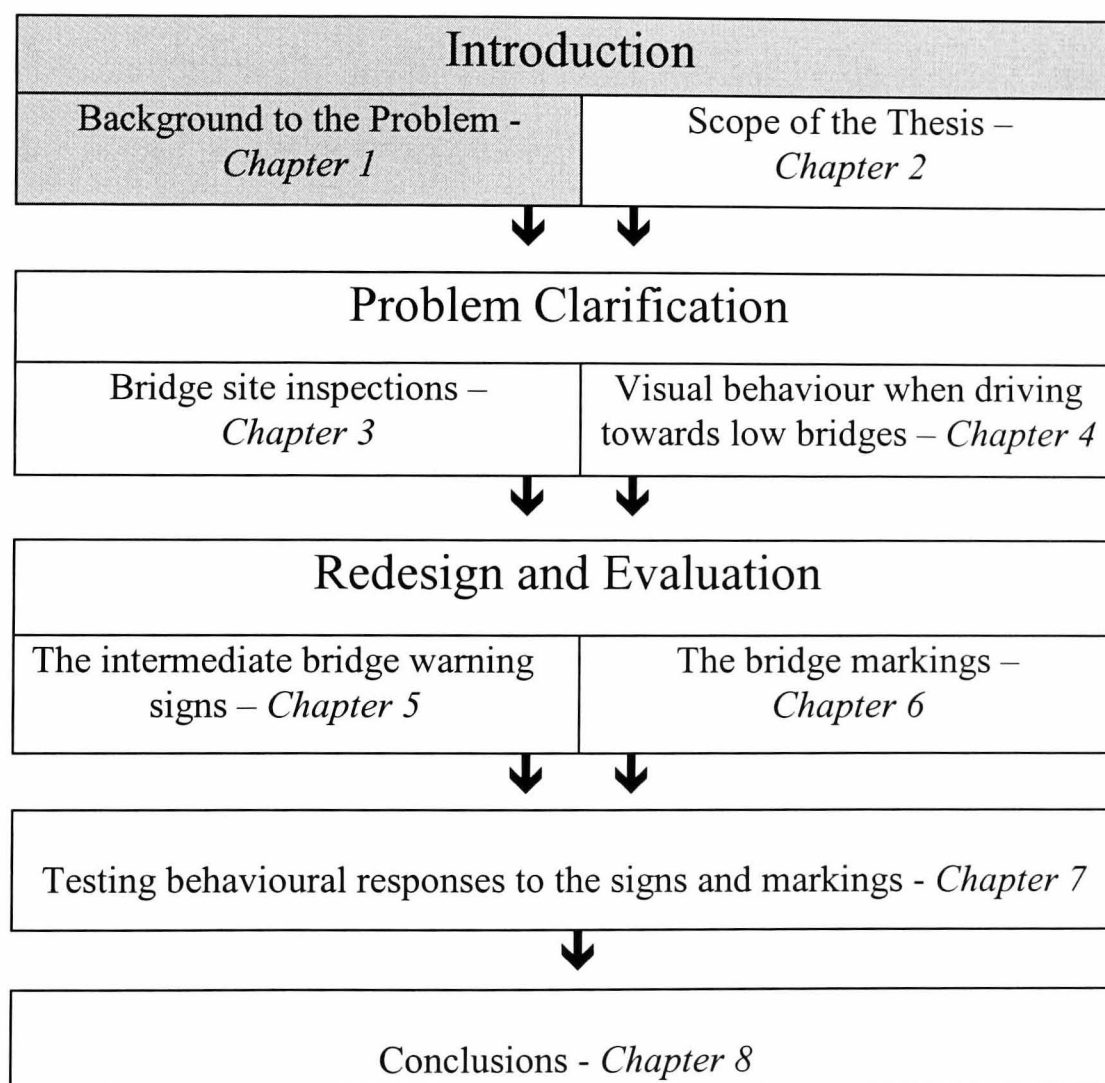 Introduction
Background to the Problem -
Chapter 1
Scope of the Thesis –
Chapter 2
Problem Clarification
Bridge site inspections –
Chapter 3
Visual behaviour when driving
towards low bridges – Chapter 4
Redesign and Evaluation
The intermediate bridge warning
signs – Chapter 5
The bridge markings –
Chapter 6
Testing behavioural responses to the signs and markings - Chapter 7
Conclusions - Chapter 8